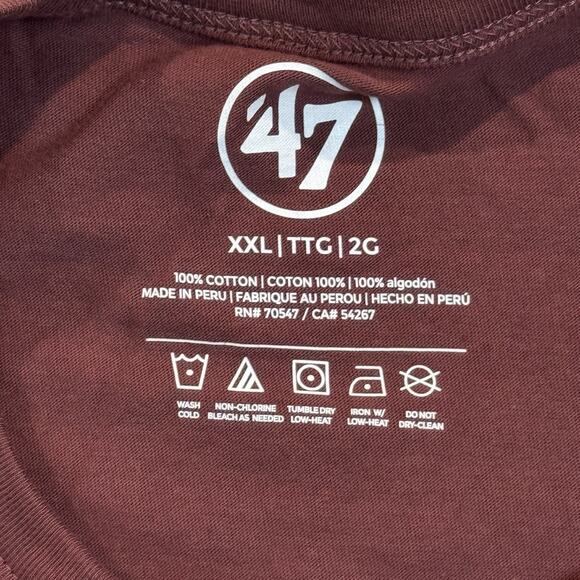 '47
XXL | TTG | 2G
100% COTTON | COTON 100% | 100% algodón
MADE IN PERU | FABRIQUE AU PEROU | HECHO EN PERÚ
RN# 70547 / CA# 54267
WASH COLD
NON-CHLORINE BLEACH AS NEEDED
TUMBLE DRY LOW-HEAT
IRON W/ LOW-HEAT
DO NOT DRY-CLEAN